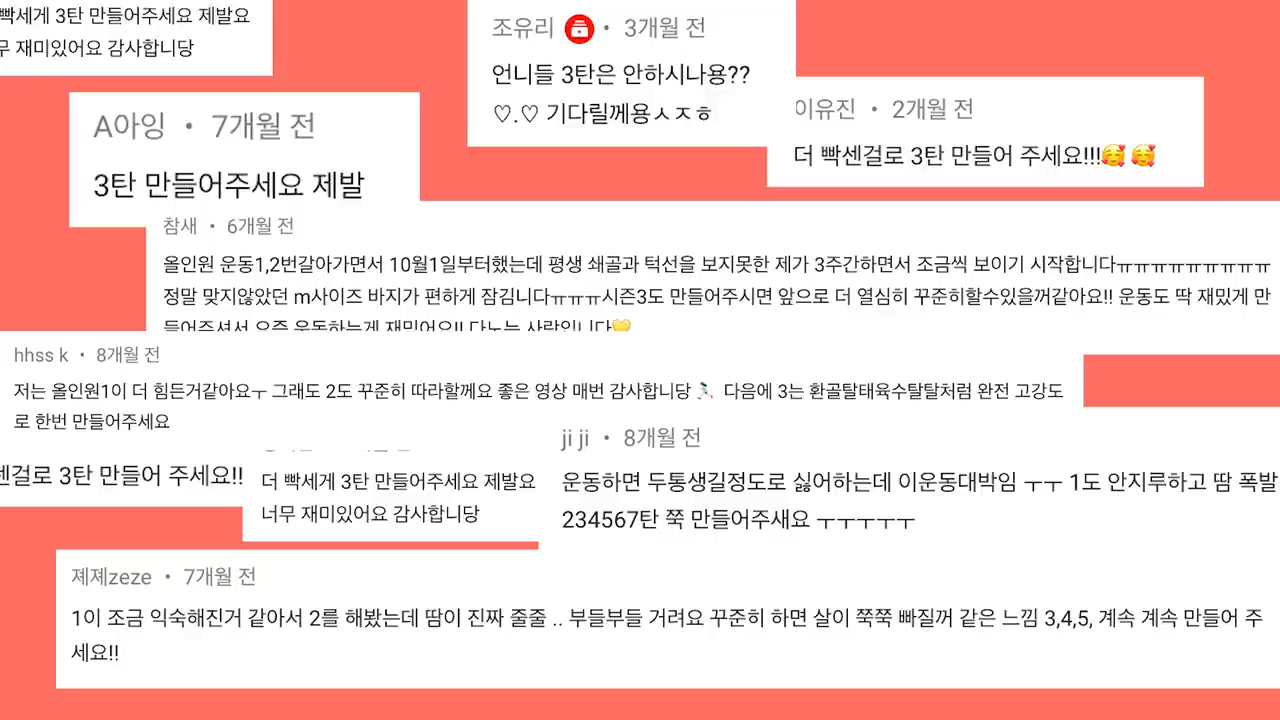 빡세게 3탄 만들어주세요 제발요
재미있어요 감사합니당
조유리 • 3개월 전
언니들 3탄은 안하시나용??
♡.♡ 기다릴께용ㅅㅈㅎ
이유진 • 2개월 전
더 빡센걸로 3탄 만들어 주세요!!!🥰 🥰
A아잉 • 7개월 전
3탄 만들어주세요 제발
참새 • 6개월 전
올인원 운동1,2번갈아가면서 10월1일부터했는데 평생 쇄골과 턱선을 보지못한 제가 3주간하면서 조금씩 보이기 시작합니다ㅠㅠㅠㅠㅠㅠㅠㅠㅠ
정말 맞지않았던 m사이즈 바지가 편하게 잠깁니다ㅠㅠㅠ시즌3도 만들어주시면 앞으로 더 열심히 꾸준히할수있을꺼같아요!! 운동도 딱 재밌게 만
들어주셔서 요즘 운동하는게 재밌어요!!
hhss k • 8개월 전
저는 올인원1이 더 힘든거같아요ㅜ 그래도 2도 꾸준히 따라할께요 좋은 영상 매번 감사합니당 🏃🏻 다음에 3는 환골탈태육수탈탈처럼 완전 고강도
로 한번 만들어주세요
센걸로 3탄 만들어 주세요!!
더 빡세게 3탄 만들어주세요 제발요
너무 재미있어요 감사합니당
ji ji • 8개월 전
운동하면 두통생길정도로 싫어하는데 이운동대박임 ㅜㅜ 1도 안지루하고 땀 폭발
234567탄 쭉 만들어주새요 ㅜㅜㅜㅜㅜ
졔졔zeze • 7개월 전
1이 조금 익숙해진거 같아서 2를 해봤는데 땀이 진짜 줄줄 .. 부들부들 거려요 꾸준히 하면 살이 쭉쭉 빠질꺼 같은 느낌 3,4,5, 계속 계속 만들어 주
세요!!